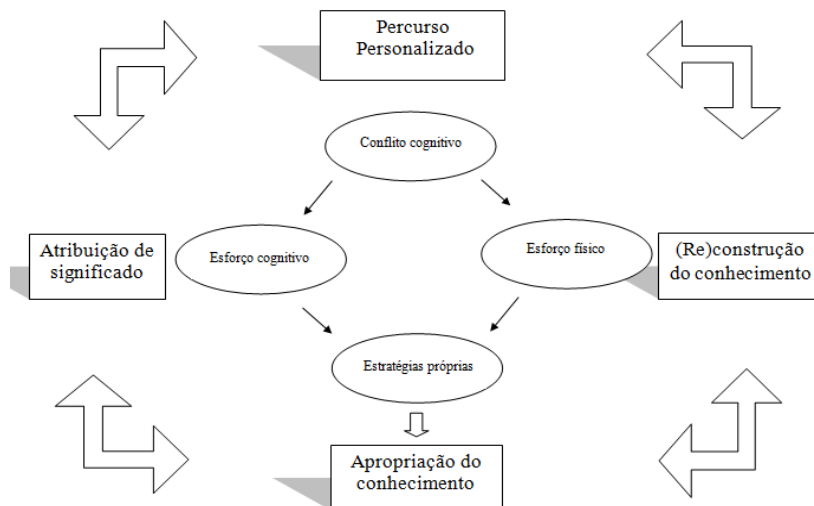 Percurso
Personalizado
Conflito cognitivo
Atribuição de
significado
Esforço cognitivo
Esforço físico
(Re)construção
do conhecimento
Estratégias próprias
Apropriação do
conhecimento